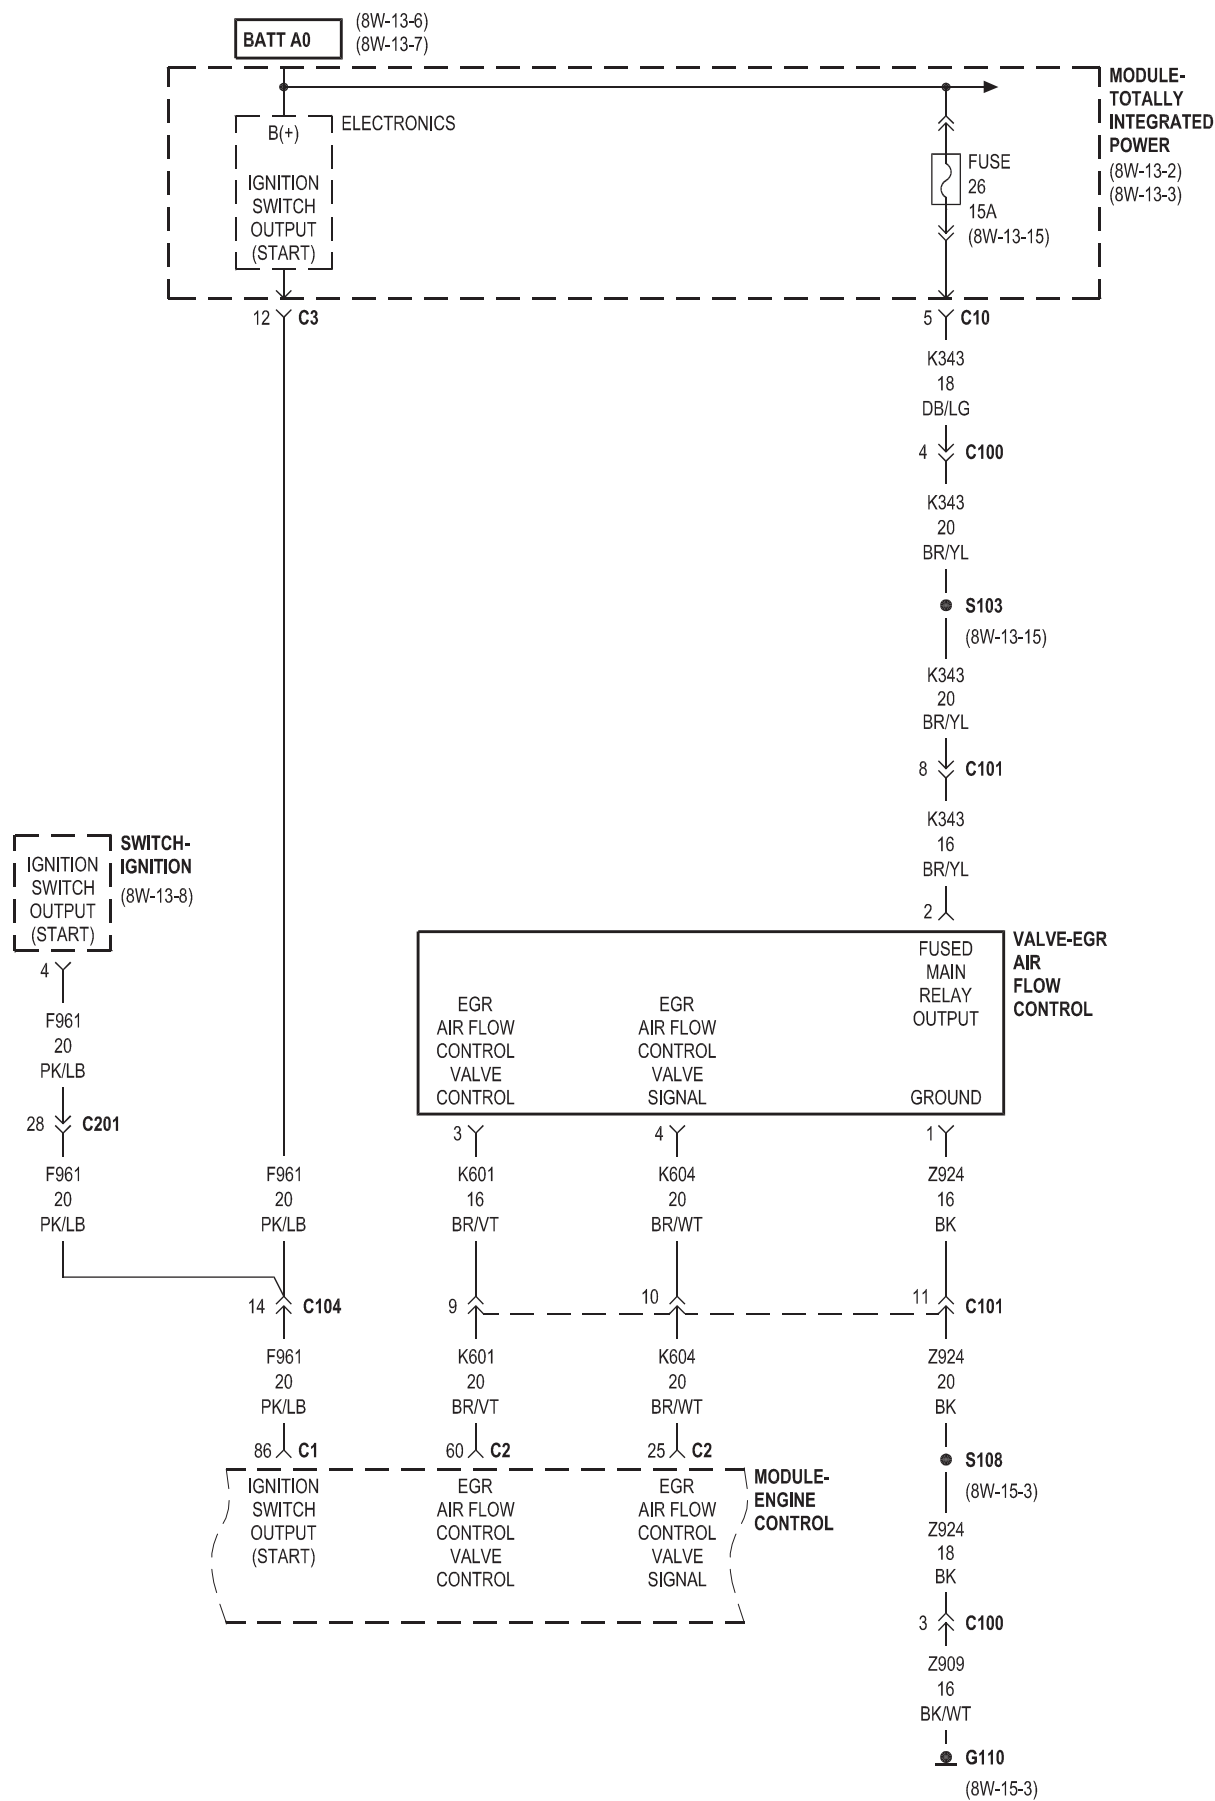 BATT A0
(8W-13-6)
(8W-13-7)
MODULE-
TOTALLY
INTEGRATED
POWER
(8W-13-2)
(8W-13-3)
B(+)
ELECTRONICS
IGNITION
SWITCH
OUTPUT
(START)
FUSE
26
15A
(8W-13-15)
12 C3
5 C10
K343
18
DB/LG
4 C100
K343
20
BR/YL
S103
(8W-13-15)
K343
20
BR/YL
8 C101
K343
16
BR/YL
2
SWITCH-
IGNITION
(8W-13-8)
IGNITION
SWITCH
OUTPUT
(START)
4
F961
20
PK/LB
28 C201
F961
20
PK/LB
VALVE-EGR
AIR
FLOW
CONTROL
FUSED
MAIN
RELAY
OUTPUT
EGR
AIR FLOW
CONTROL
VALVE
CONTROL
EGR
AIR FLOW
CONTROL
VALVE
SIGNAL
GROUND
3
4
1
F961
20
PK/LB
K601
16
BR/VT
K604
20
BR/WT
Z924
16
BK
14 C104
9
10
11 C101
F961
20
PK/LB
K601
20
BR/VT
K604
20
BR/WT
Z924
20
BK
86 C1
60 C2
25 C2
S108
(8W-15-3)
MODULE-
ENGINE
CONTROL
IGNITION
SWITCH
OUTPUT
(START)
EGR
AIR FLOW
CONTROL
VALVE
CONTROL
EGR
AIR FLOW
CONTROL
VALVE
SIGNAL
Z924
18
BK
3 C100
Z909
16
BK/WT
G110
(8W-15-3)